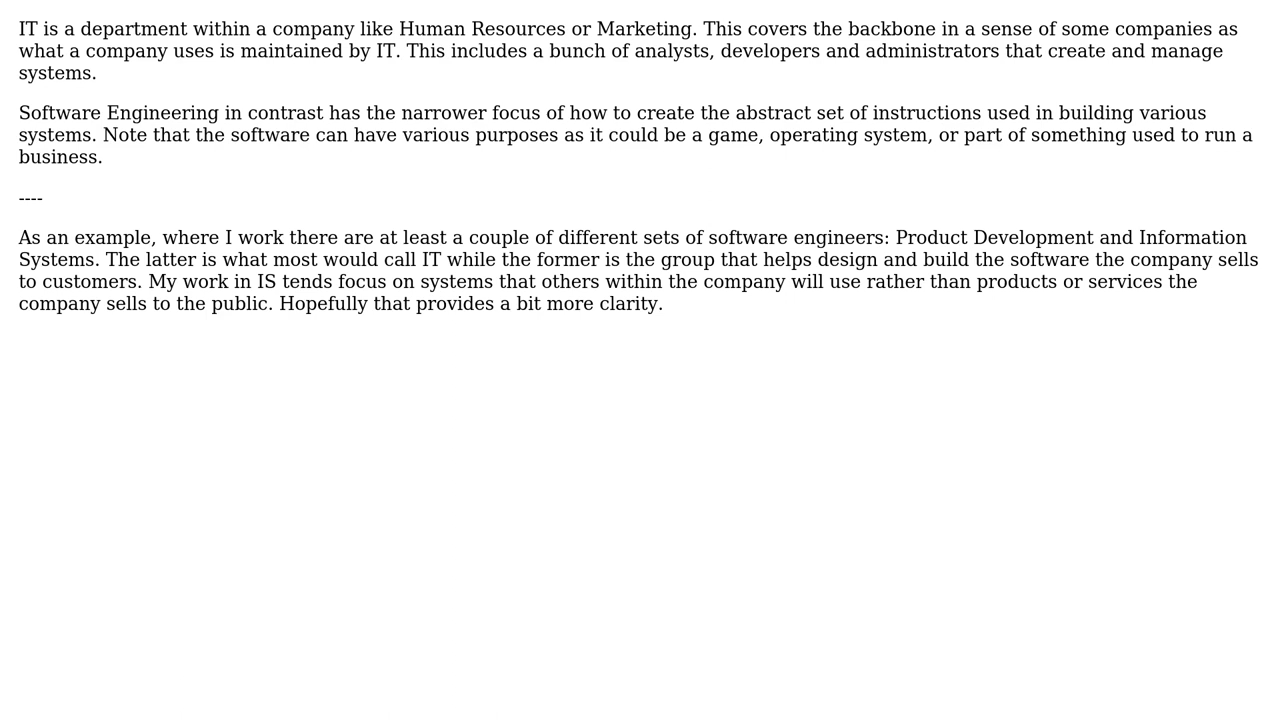 IT is a department within a company like Human Resources or Marketing. This covers the backbone in a sense of some companies as
what a company uses is maintained by IT. This includes a bunch of analysts, developers and administrators that create and manage
systems.
Software Engineering in contrast has the narrower focus of how to create the abstract set of instructions used in building various
systems. Note that the software can have various purposes as it could be a game, operating system, or part of something used to run a
business.
----
As an example, where I work there are at least a couple of different sets of software engineers: Product Development and Information
Systems. The latter is what most would call IT while the former is the group that helps design and build the software the company sells
to customers. My work in IS tends focus on systems that others within the company will use rather than products or services the
company sells to the public. Hopefully that provides a bit more clarity.